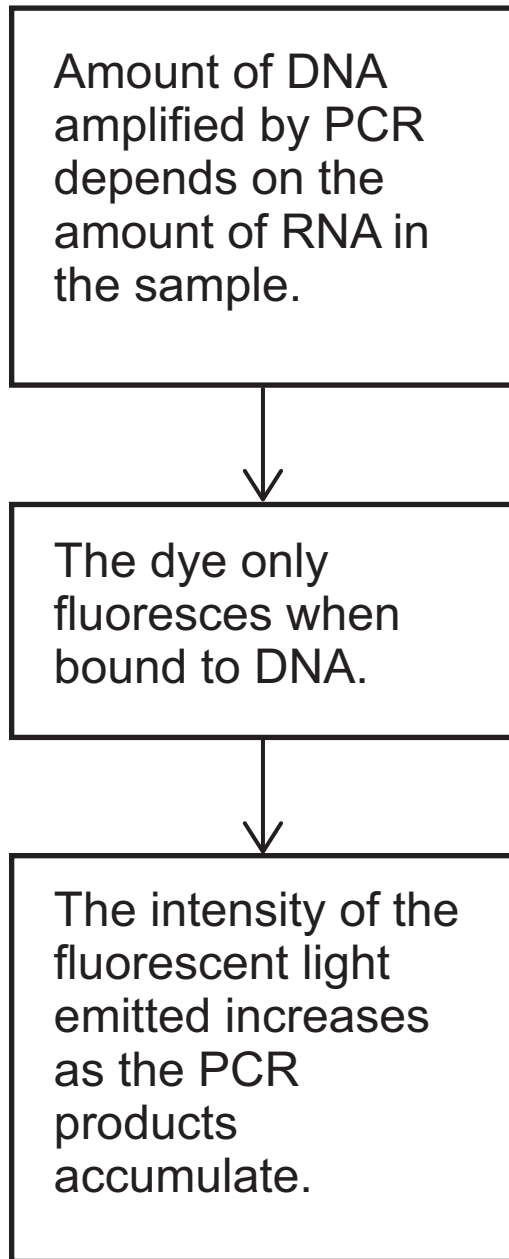 Amount of DNA
amplified by PCR
depends on the
amount of RNA in
the sample.
The dye only
fluoresces when
bound to DNA.
The intensity of the
fluorescent light
emitted increases
as the PCR
products
accumulate.